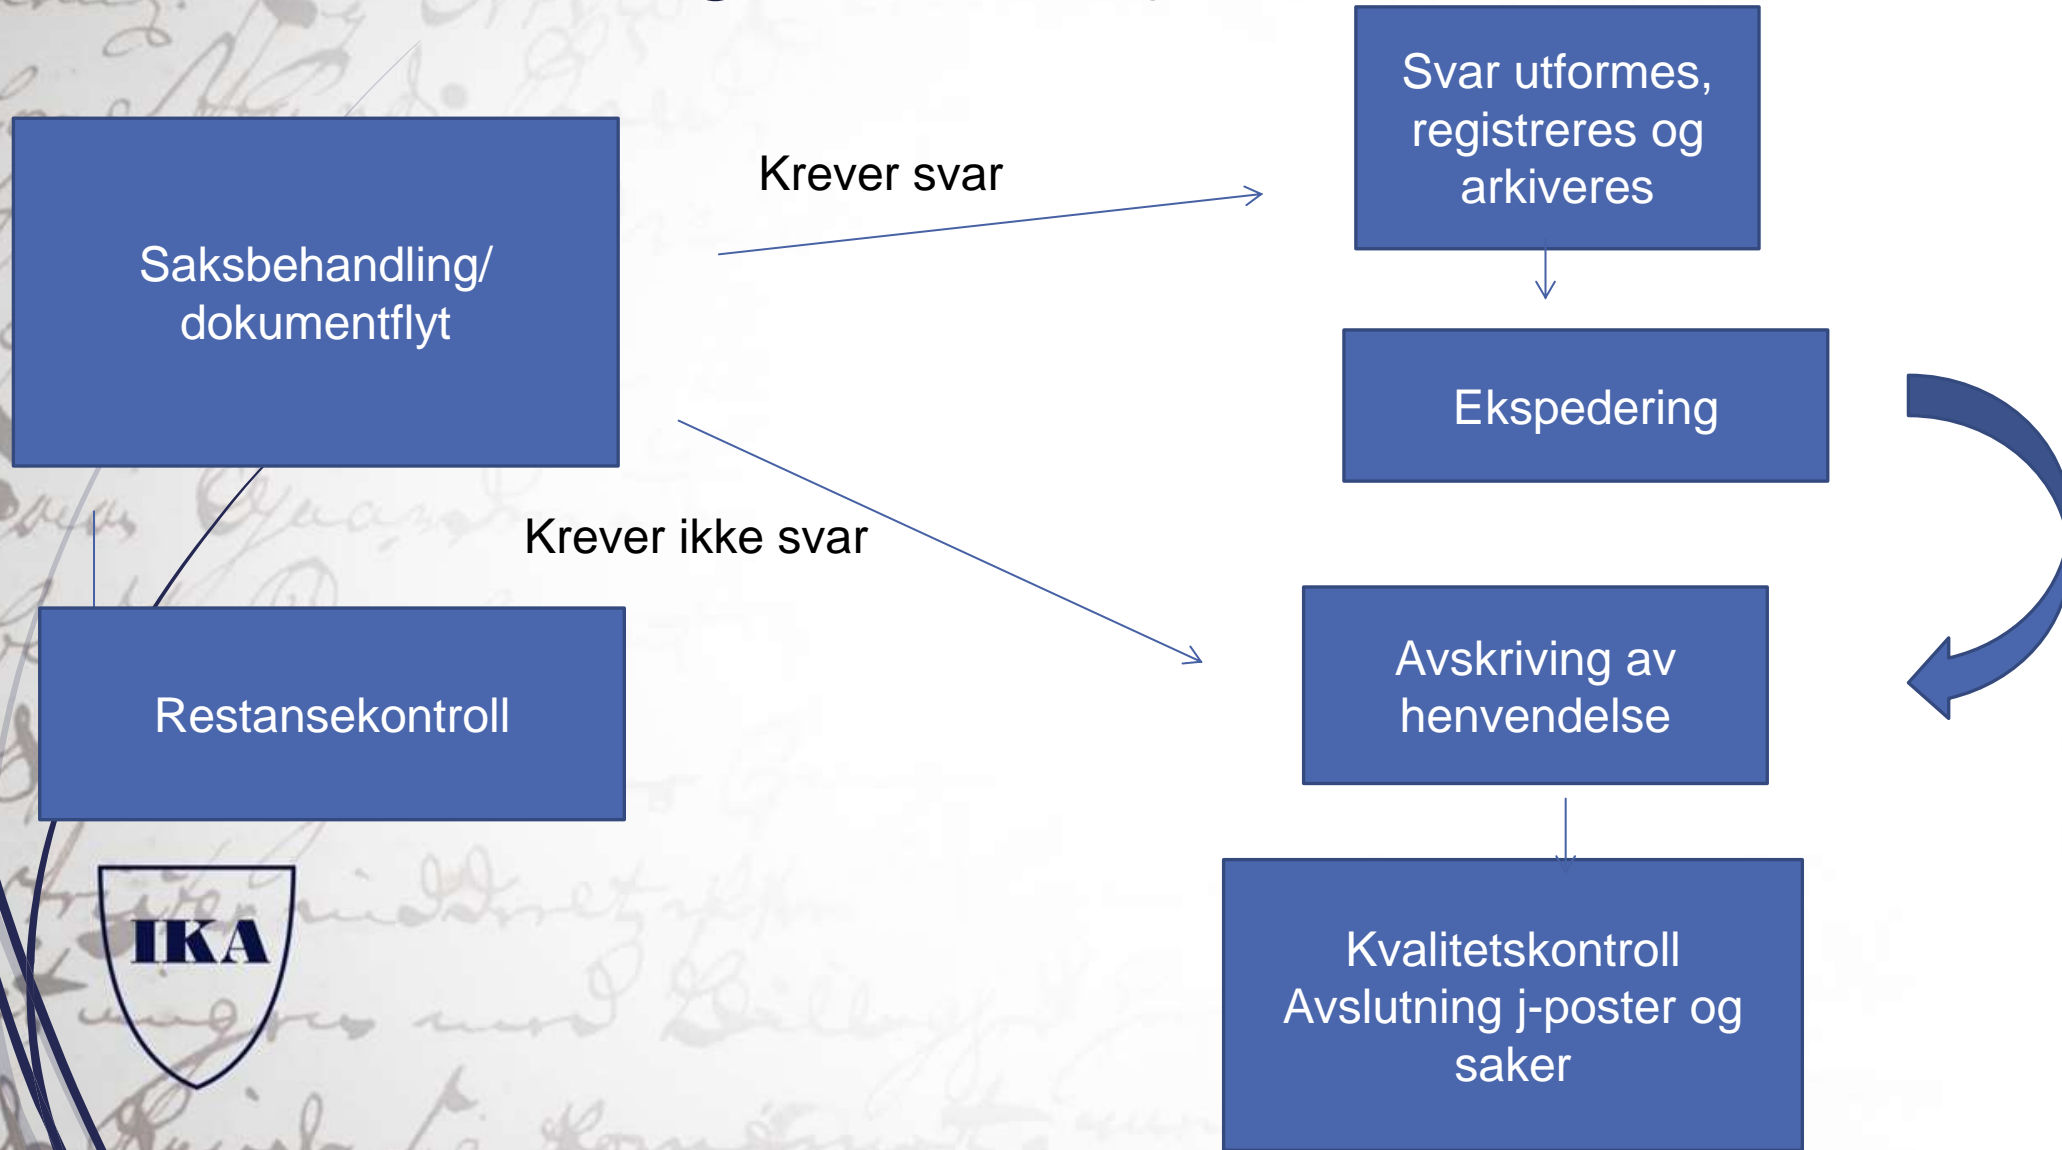 Svar utformes,
registreres og
arkiveres
Krever svar
Saksbehandling/
dokumentflyt
Ekspedering
Krever ikke svar
Avskriving av
henvendelse
Restansekontroll
IKA
Kvalitetskontroll
Avslutning j-poster og
saker